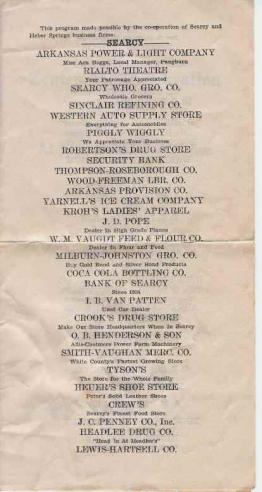 This program made possible by the co-operation of Searcy and
Heber Springs business firms.
SEARCY
ARKANSAS POWER & LIGHT COMPANY
Miss Ara Boggs, Local Manager, Pangburn
RIALTO THEATRE
Your Patronage Appreciated
SEARCY WHO. GRO. CO.
Wholesale Grocers
SINCLAIR REFINING CO.
WESTERN AUTO SUPPLY STORE
Everything for Automobiles
PIGGLY WIGGLY
We Appreciate Your Business
ROBERTSON'S DRUG STORE
SECURITY BANK
THOMPSON-ROSEBOROUGH CO.
WOOD-FREEMAN LBR. CO.
ARKANSAS PROVISION CO.
YARNELL'S ICE CREAM COMPANY
KROH'S LADIES' APPAREL
J. D. POPE
Dealer in High Grade Pianos
W. M. VAUGHT FEED & FLOUR CO.
Dealer in Flour and Feed
MILBURN-JOHNSTON GRO. CO.
Buy Gold Bond and Silver Bond Products
COCA COLA BOTTLING CO.
BANK OF SEARCY
Since
I. B. VAN PATTEN
Used Car Dealer
CROOK'S DRUG STORE
Make Our Store Headquarters When in Searcy
O. B. HENDERSON & SON
Allis-Chalmers Power Farm Machinery
SMITH-VAUGHAN MERC. CO.
White County's Fastest Growing Store
TYSON'S
The Store for the Whole Family
HEUER'S SHOE STORE
Peter's Solid Leather Shoes
CREW'S
Searcy's Finest Food Store
J. C. PENNEY CO., Inc.
HEADLEE DRUG CO.
"Head In At Headlee's"
LEWIS-HARTSELL CO.